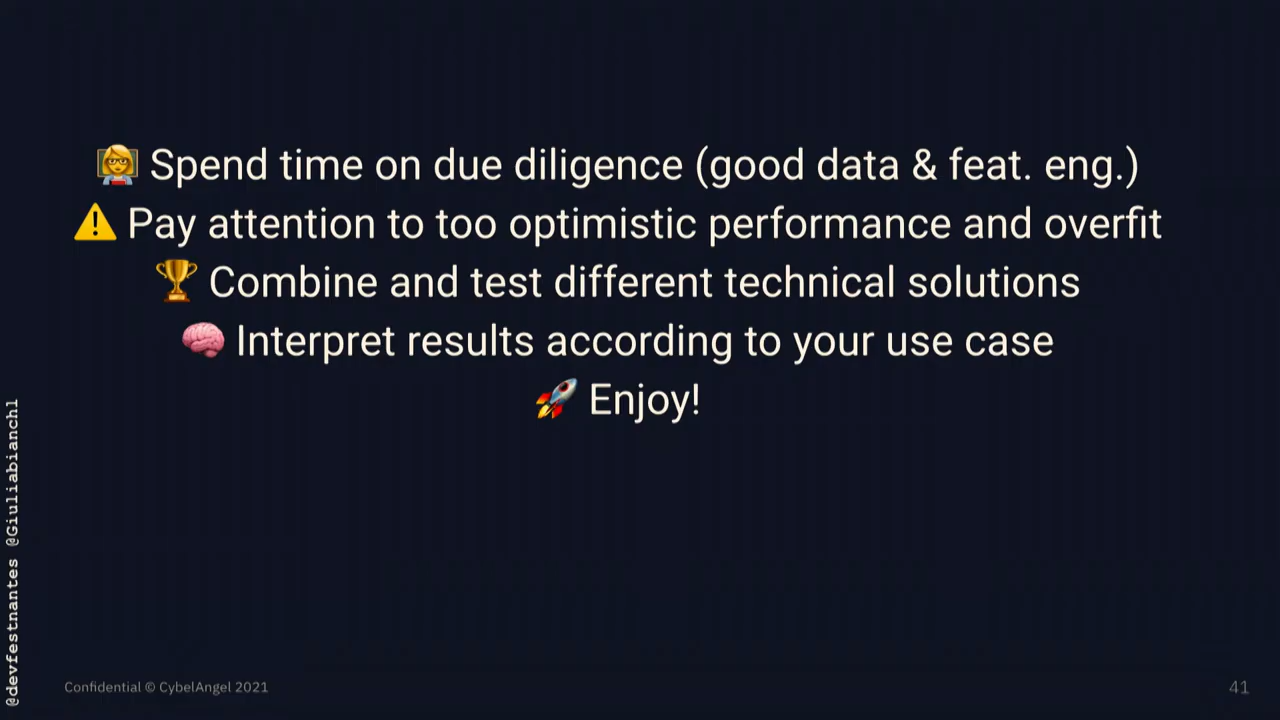 👩‍🏫 Spend time on due diligence (good data & feat. eng.)
⚠️ Pay attention to too optimistic performance and overfit
🏆 Combine and test different technical solutions
🧠 Interpret results according to your use case
🚀 Enjoy!
@devfestnantes @Giuliabianchl
Confidential © CybelAngel 2021
41